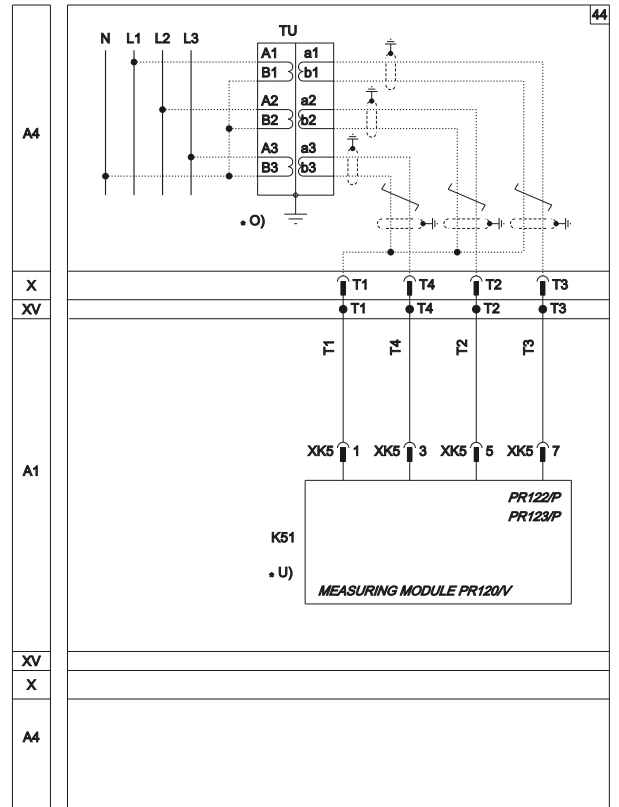 44
N L1 L2 L3
TU
A1 a1
B1 b1
A2 a2
B2 b2
A3 a3
B3 b3
A4
* O)
X
T1 T4 T2 T3
XV
T1 T4 T2 T3
T1 T4 T2 T3
XK5 1 XK5 3 XK5 5 XK5 7
A1
PR122/P
PR123/P
K51
* U)
MEASURING MODULE PR120/V
XV
X
A4